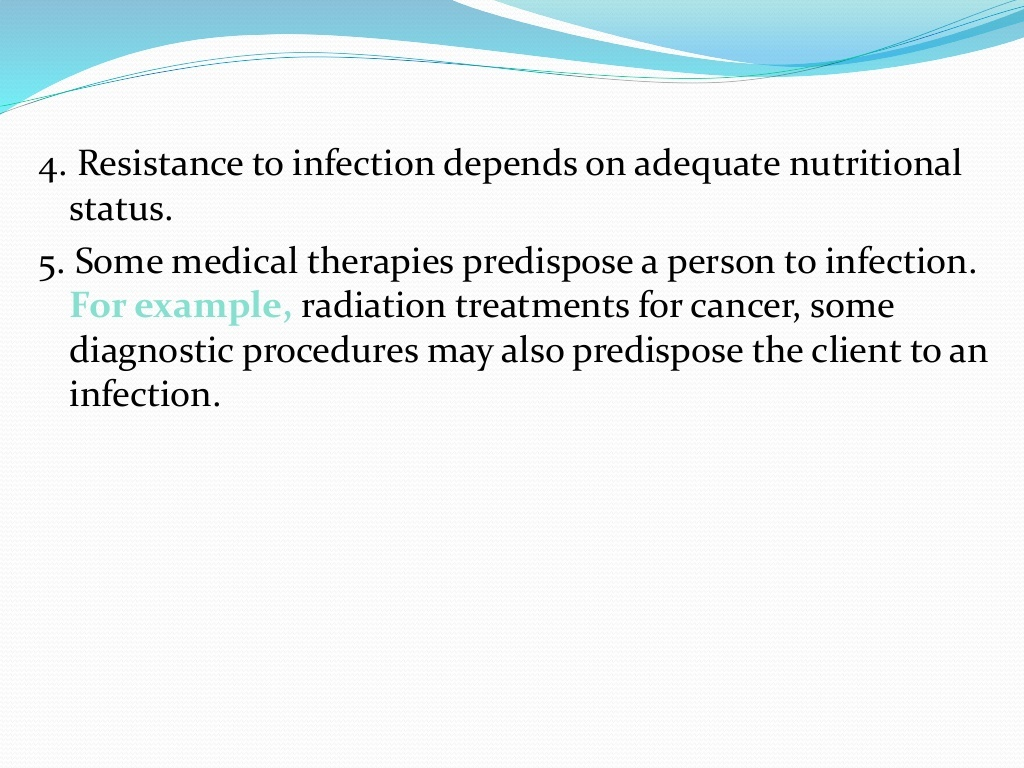 4. Resistance to infection depends on adequate nutritional
status.
5. Some medical therapies predispose a person to infection.
For example, radiation treatments for cancer, some
diagnostic procedures may also predispose the client to an
infection.